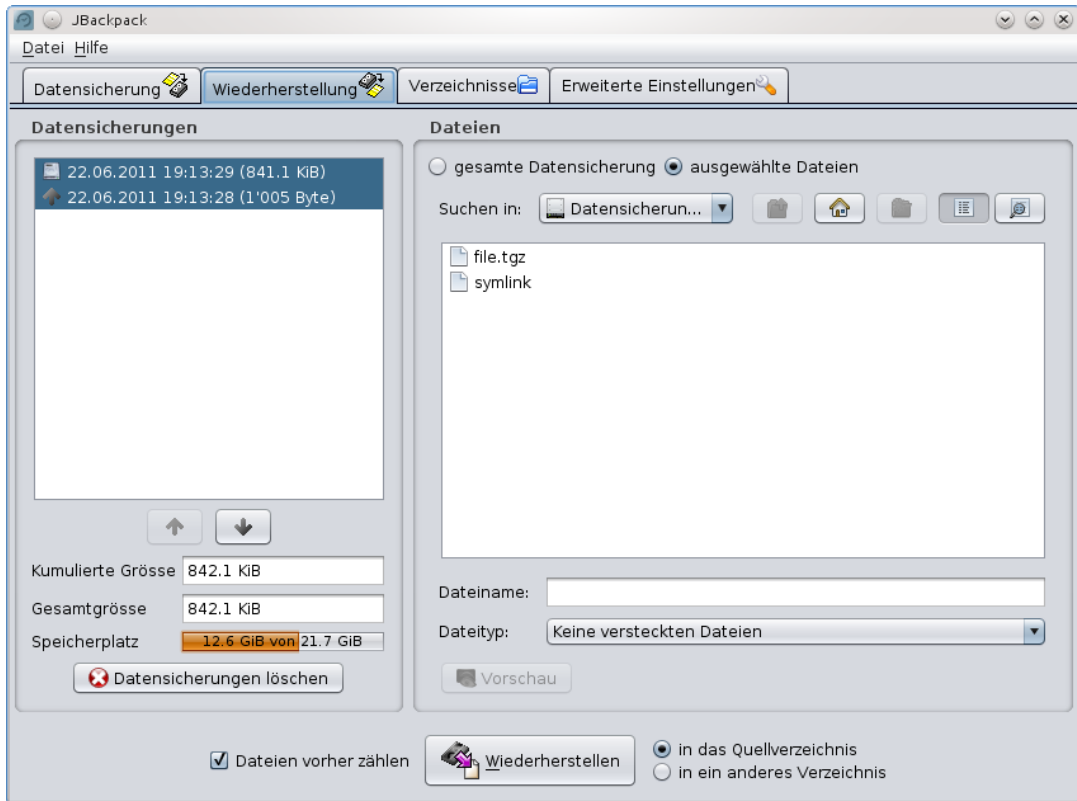 JBackpack
Datei Hilfe
Datensicherung Wiederherstellung Verzeichnisse Erweiterte Einstellungen
Datensicherungen
22.06.2011 19:13:29 (841.1 KiB)
22.06.2011 19:13:28 (1'005 Byte)
Kumulierte Grösse 842.1 KiB
Gesamtgrösse 842.1 KiB
Speicherplatz 12.6 GiB von 21.7 GiB
Datensicherungen löschen
Dateien
gesamte Datensicherung ausgewählte Dateien
Suchen in: Datensicherun...
file.tgz
symlink
Dateiname:
Dateityp: Keine versteckten Dateien
Vorschau
Dateien vorher zählen
Wiederherstellen
in das Quellverzeichnis
in ein anderes Verzeichnis